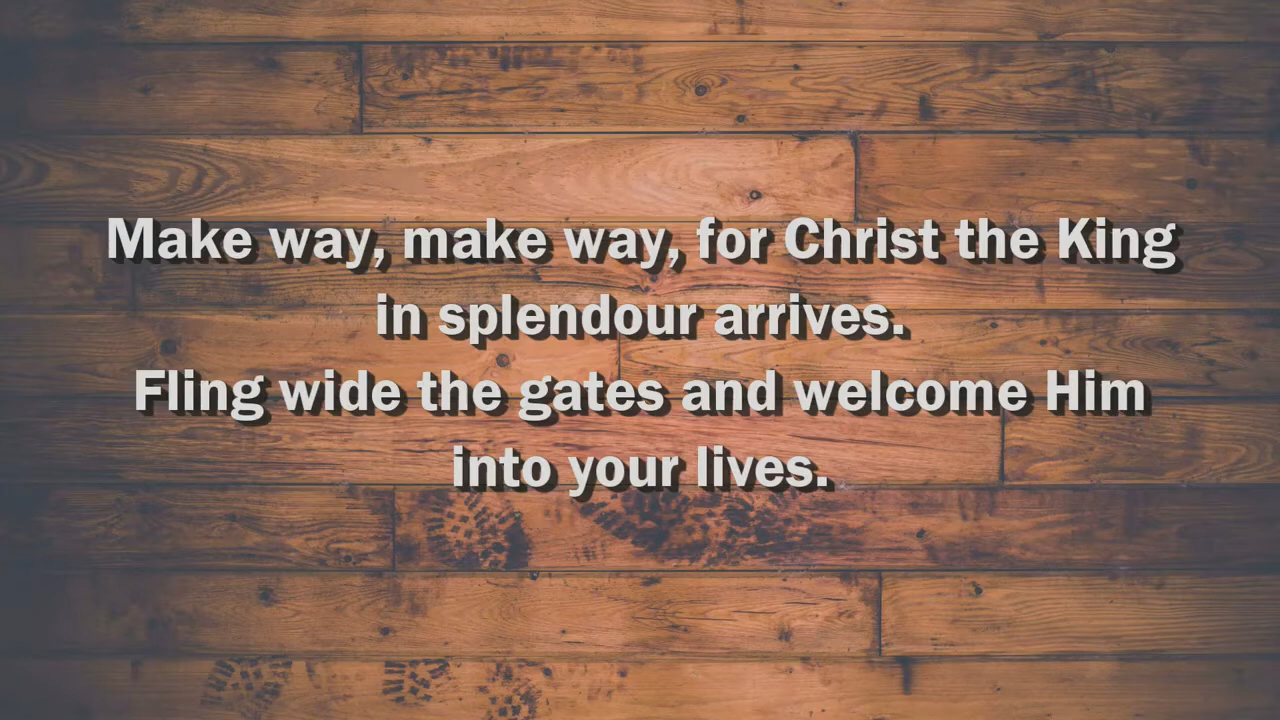 Make way, make way, for Christ the King
in splendour arrives.
Fling wide the gates and welcome Him
into your lives.